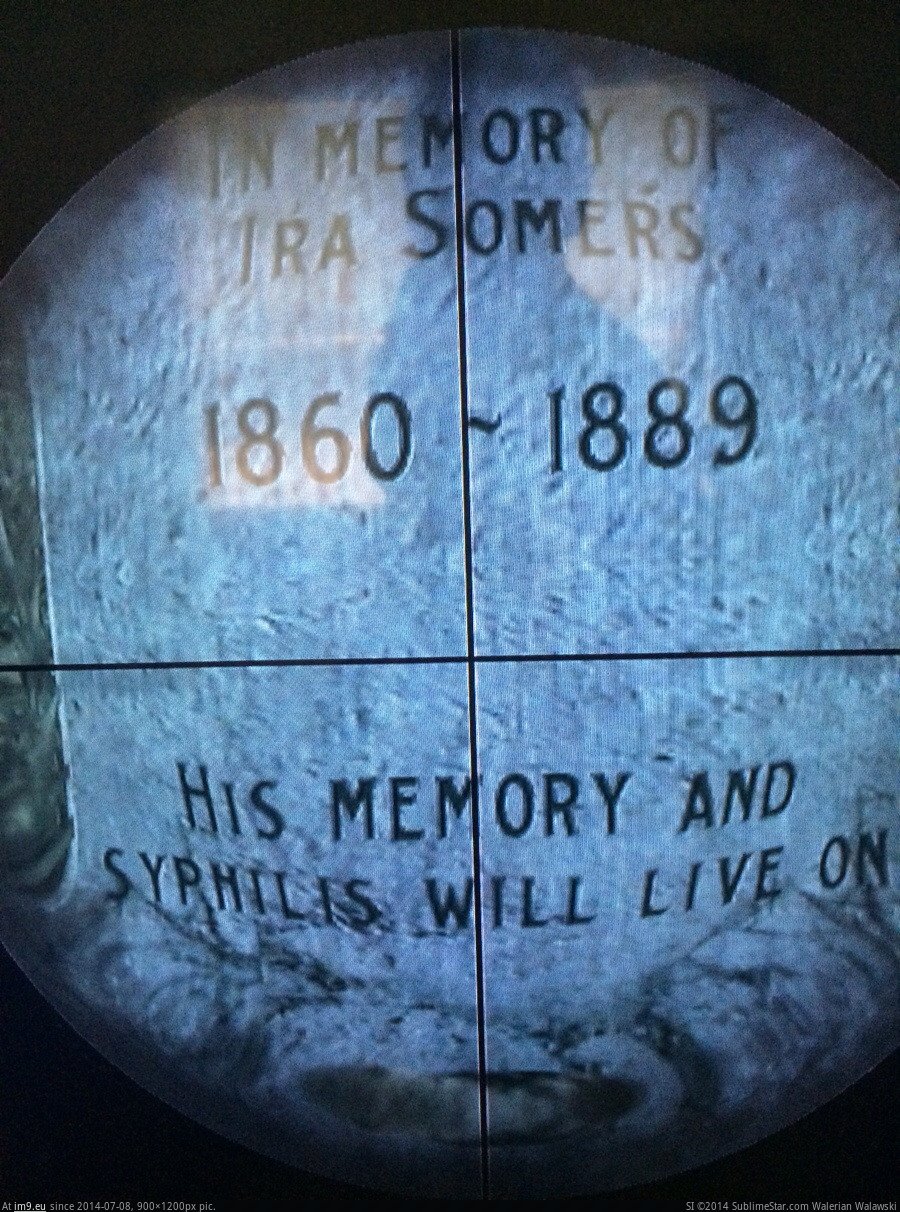 IN MEMORY OF
IRA SOMERS
1860 ~ 1889
HIS MEMORY AND
SYPHILIS WILL LIVE ON
At im9.eu since 2014-07-08, 900×1200px pic.
SI ©2014 SublimeStar.com Walerian Walawski